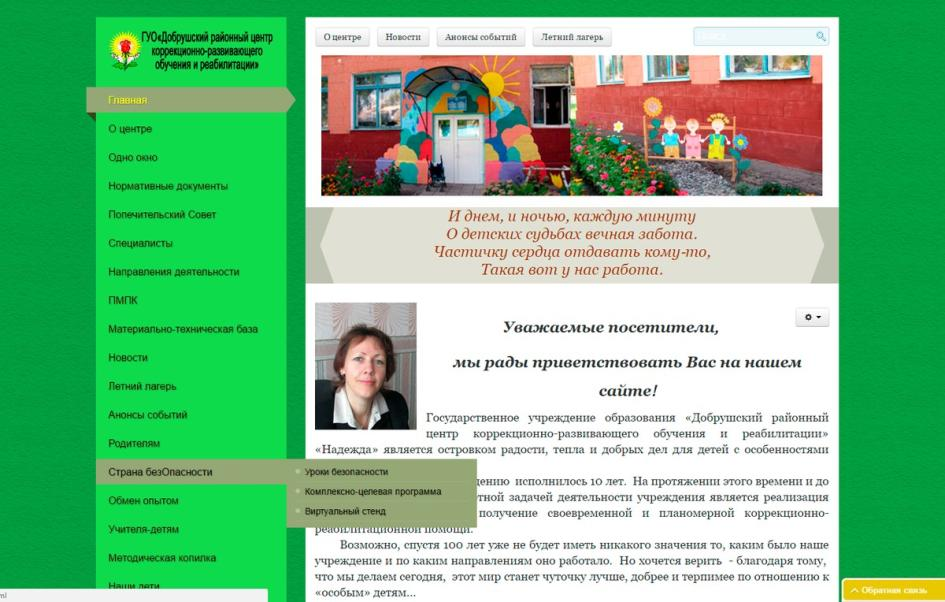 ГУО«Добрушский районный центр
коррекционно-развивающего
обучения и реабилитации»
Главная
О центре
Одно окно
Нормативные документы
Попечительский Совет
Специалисты
Направления деятельности
ПМПК
Материально-техническая база
Новости
Летний лагерь
Анонсы событий
Родителям
Страна безОпасности
Обмен опытом
Учителя-детям
Методическая копилка
Наши дети
Уроки безопасности
Комплексно-целевая программа
Виртуальный стенд
О центре Новости Анонсы событий Летний лагерь
И днем, и ночью, каждую минуту
О детских судьбах вечная забота.
Частичку сердца отдавать кому-то,
Такая вот у нас работа.
Уважаемые посетители,
мы рады приветствовать Вас на нашем
сайте!
Государственное учреждение образования «Добрушский районный
центр коррекционно-развивающего обучения и реабилитации»
«Надежда» является островком радости, тепла и добрых дел для детей с особенностями
исполнилось 10 лет. На протяжении этого времени и до
задачей деятельности учреждения является реализация
получение своевременной и планомерной коррекционно-
реабилитационной помощи.
Возможно, спустя 100 лет уже не будет иметь никакого значения то, каким было наше
учреждение и по каким направлениям оно работало. Но хочется верить - благодаря тому,
что мы делаем сегодня, этот мир станет чуточку лучше, добрее и терпимее по отношению к
«особым» детям...
Обратная связь